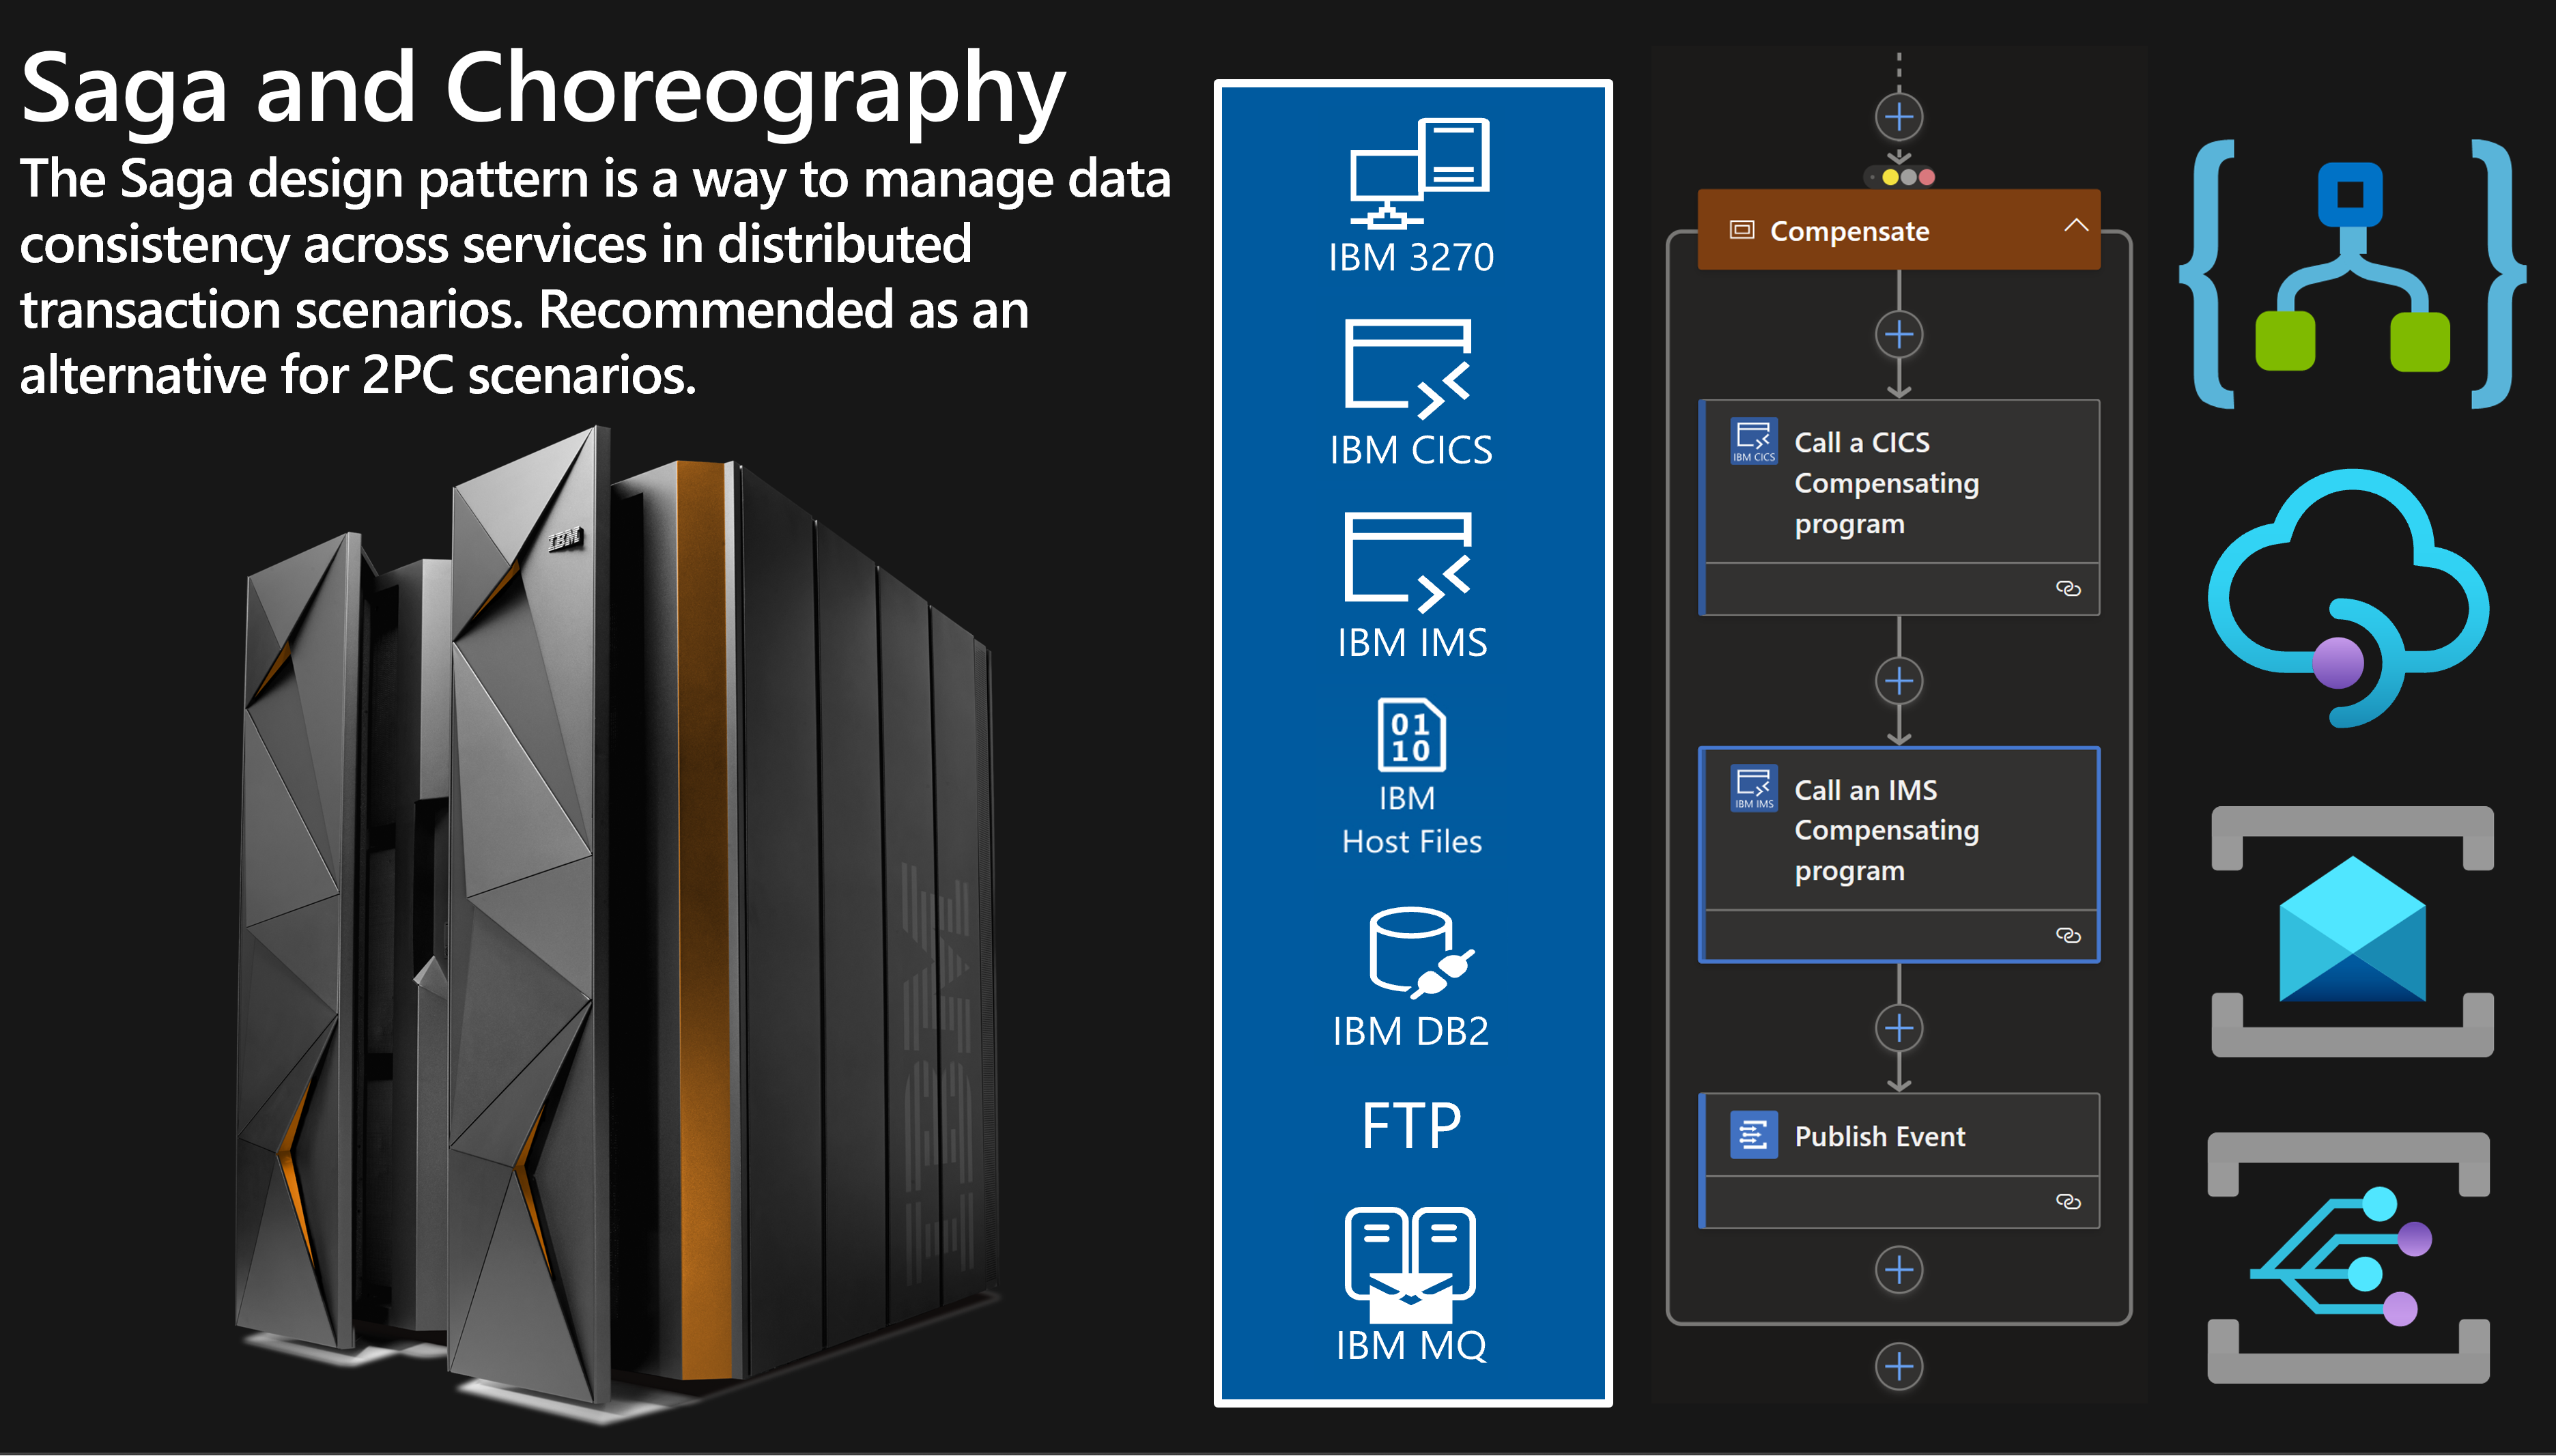 Saga and Choreography
The Saga design pattern is a way to manage data
consistency across services in distributed
transaction scenarios. Recommended as an
alternative for 2PC scenarios.
IBM
IBM 3270
IBM CICS
IBM IMS
01
10
IBM
Host Files
IBM DB2
FTP
IBM MQ
Compensate
IBM CICS
Call a CICS
Compensating
program
IBM IMS
Call an IMS
Compensating
program
Publish Event